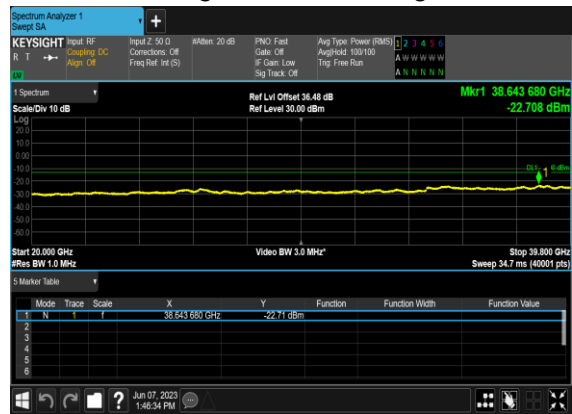 Spectrum Analyzer 1
Swept SA
+
KEYSIGHT Input: RF Input Z: 50 Ω #Atten: 20 dB PNO: Fast Avg Type: Power (RMS) 1 2 3 4 5 6
R T Coupling: DC Corrections: Off Gate: Off Avg|Hold: 100/100 A W W W W W
Align: Off Freq Ref: Int (S) IF Gain: Low Trig: Free Run
Sig Track: Off A N N N N N
1 Spectrum Ref Lvl Offset 36.48 dB Mkr1 38.643 680 GHz
Scale/Div 10 dB Ref Level 30.00 dBm -22.708 dBm
Log
20.0
10.0
0.00
-10.0
1
-20.0
-30.0
-40.0
-50.0
-60.0
Start 20.000 GHz Video BW 3.0 MHz* Stop 39.800 GHz
#Res BW 1.0 MHz Sweep 34.7 ms (40001 pts)
5 Marker Table
Mode Trace Scale X Y Function Function Width Function Value
1 N 1 f 38.643 680 GHz -22.71 dBm
2
3
4
5
6
? Jun 07, 2023
1:46:34 PM